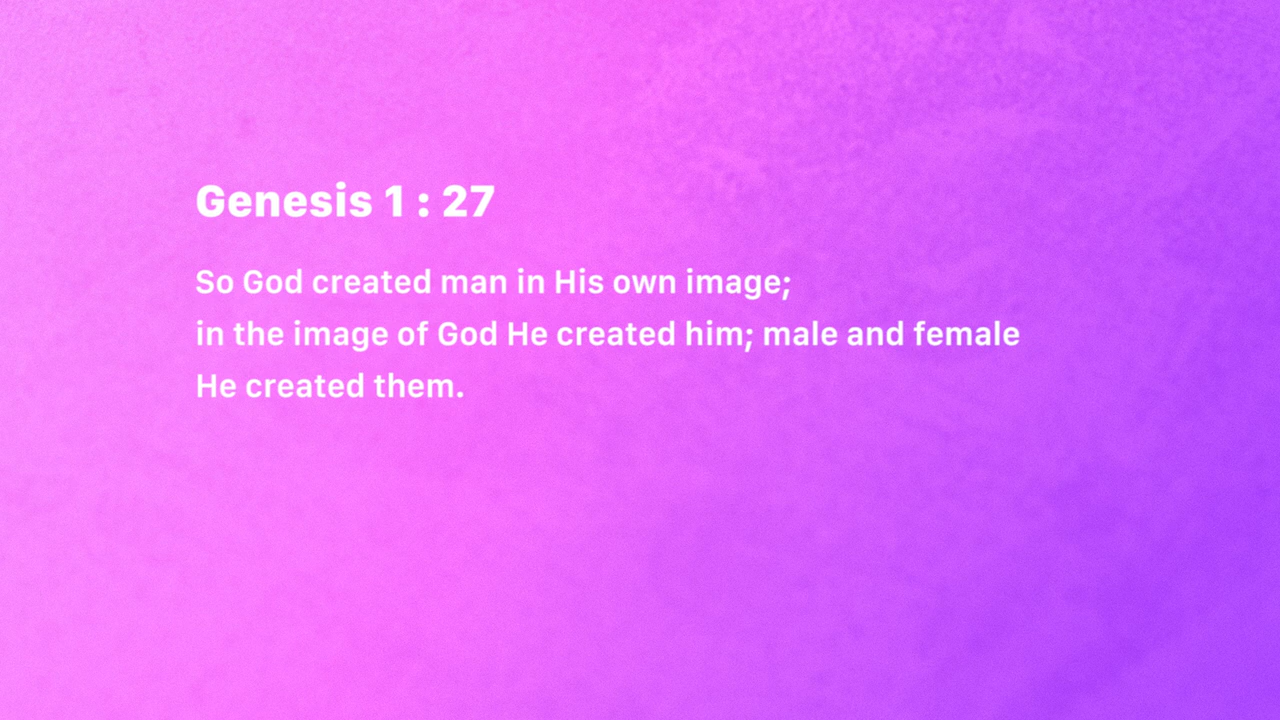 Genesis 1 : 27
So God created man in His own image;
in the image of God He created him; male and female
He created them.